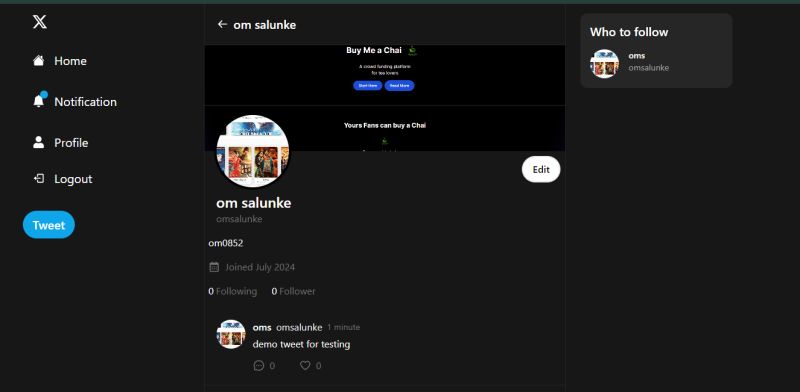 om salunke
Home
Notification
Profile
Logout
Tweet
Buy Me a Chai
A crowd funding platform
for tea lovers
Start Here Read More
Yours Fans can buy a Chai
Edit
om salunke
omsalunke
om0852
Joined July 2024
0 Following 0 Follower
oms omsalunke 1 minute
demo tweet for testing
0 0
Who to follow
oms
omsalunke